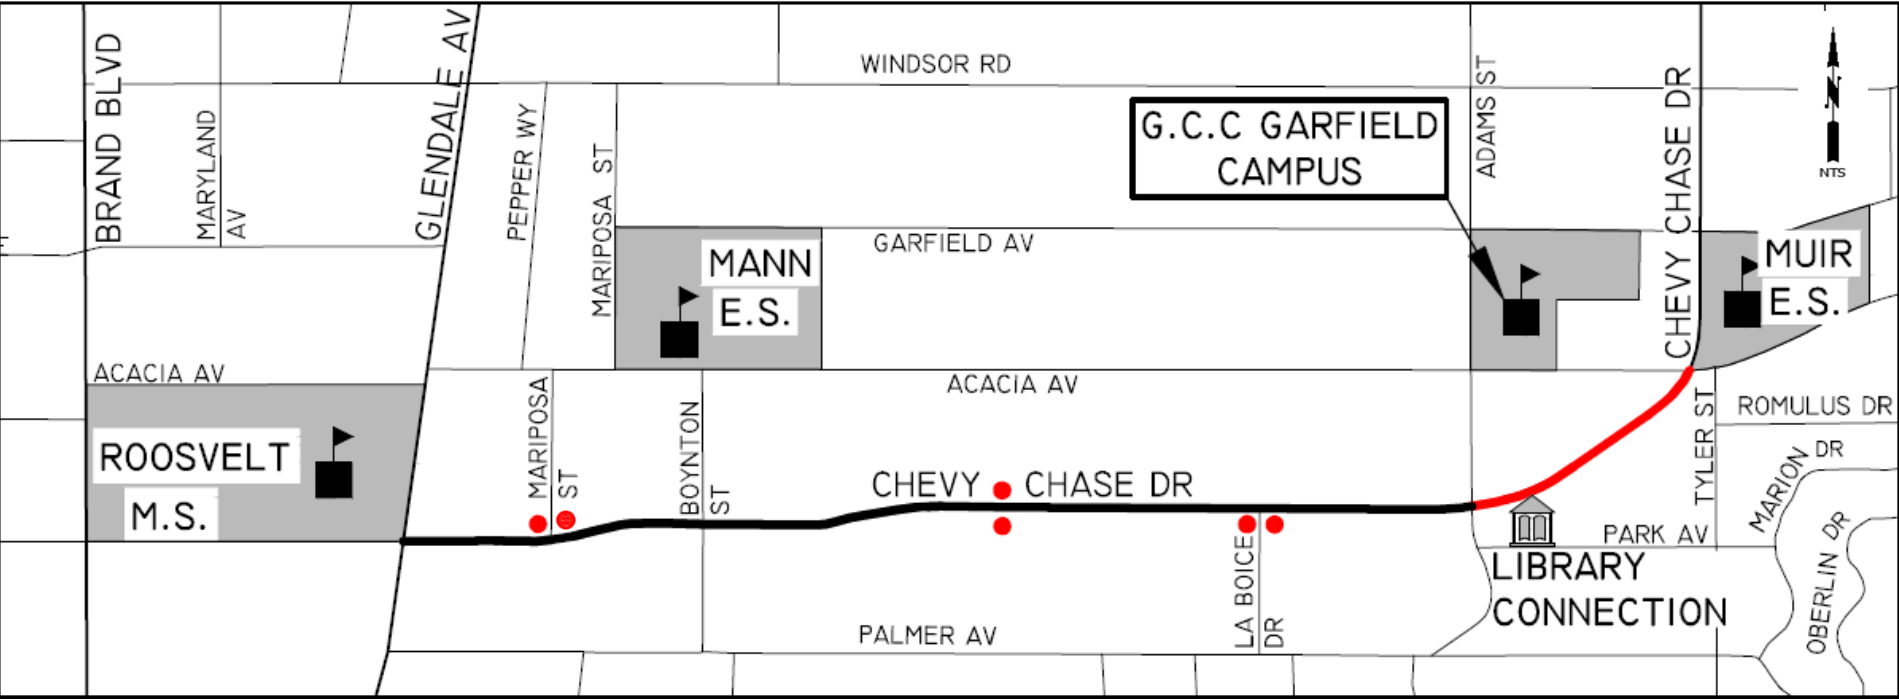 BRAND BLVD
MARYLAND
AV
GLENDALE AV
PEPPER WY
MARIPOSA ST
WINDSOR RD
ADAMS ST
CHEVY CHASE DR
N
NTS
G.C.C GARFIELD
CAMPUS
GARFIELD AV
MANN
E.S.
MUIR
E.S.
ACACIA AV
ACACIA AV
ROOSVELT
M.S.
MARIPOSA
ST
BOYNTON
ST
CHEVY CHASE DR
LA BOICE
DR
TYLER ST
ROMULUS DR
MARION DR
OBERLIN DR
PARK AV
LIBRARY
CONNECTION
PALMER AV